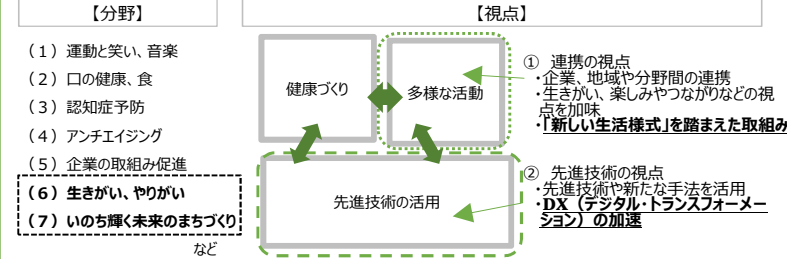 【分野】
（１）運動と笑い、音楽
（２）口の健康、食
（３）認知症予防
（４）アンチエイジング
（５）企業の取組み促進
（６）生きがい、やりがい
（７）いのち輝く未来のまちづくり
など
【視点】
健康づくり
多様な活動
先進技術の活用
① 連携の視点
・企業、地域や分野間の連携
・生きがい、楽しみやつながりなどの視
点を加味
・「新しい生活様式」を踏まえた取組み
② 先進技術の視点
・先進技術や新たな手法を活用
・DX（デジタル・トランスフォーメー
ション）の加速